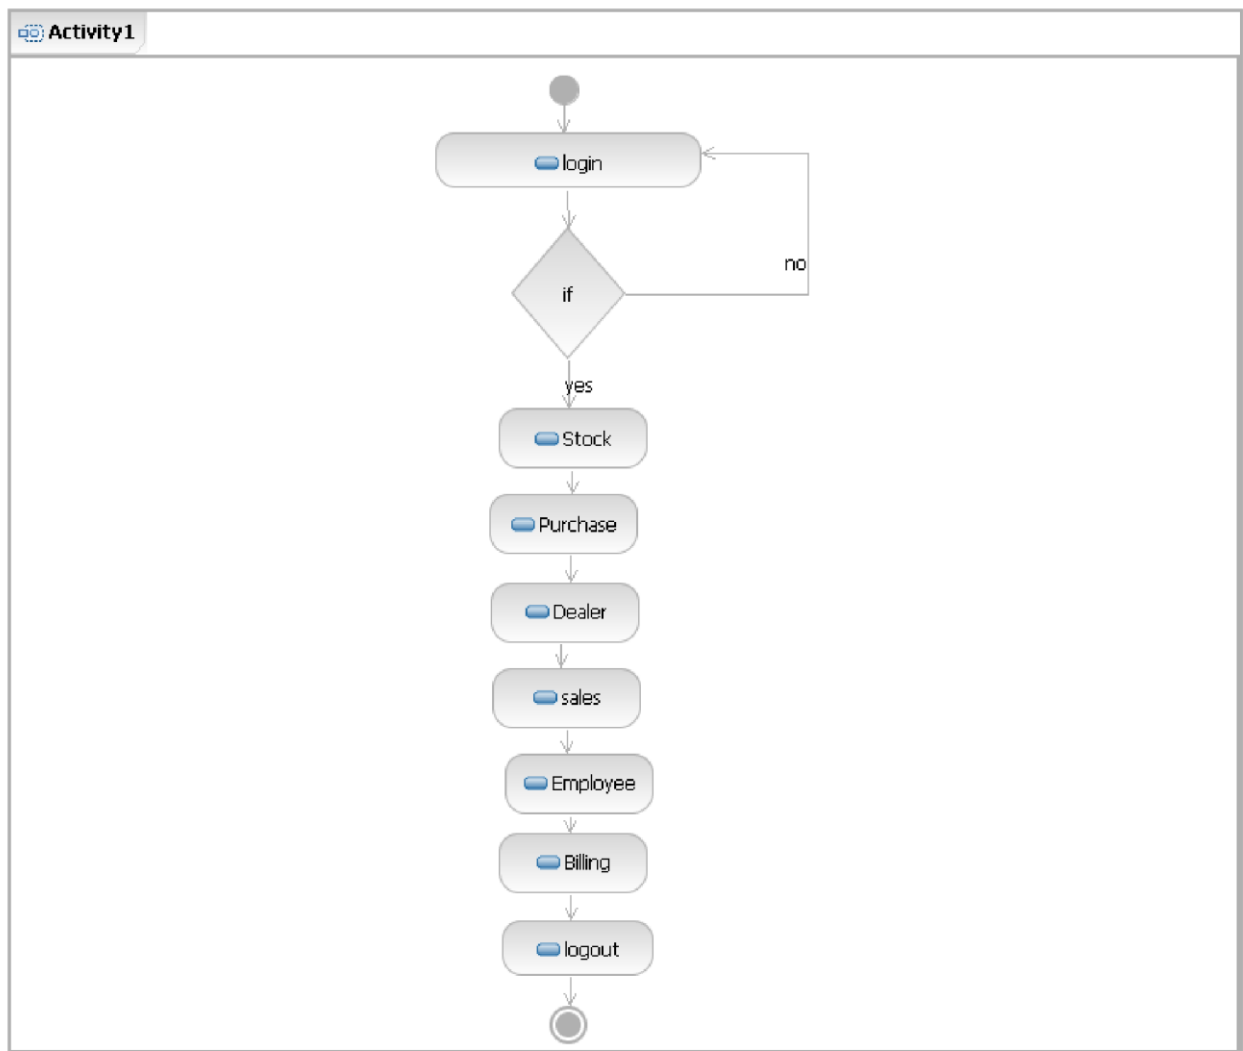 Activity1
login
no
if
yes
Stock
Purchase
Dealer
sales
Employee
Billing
logout